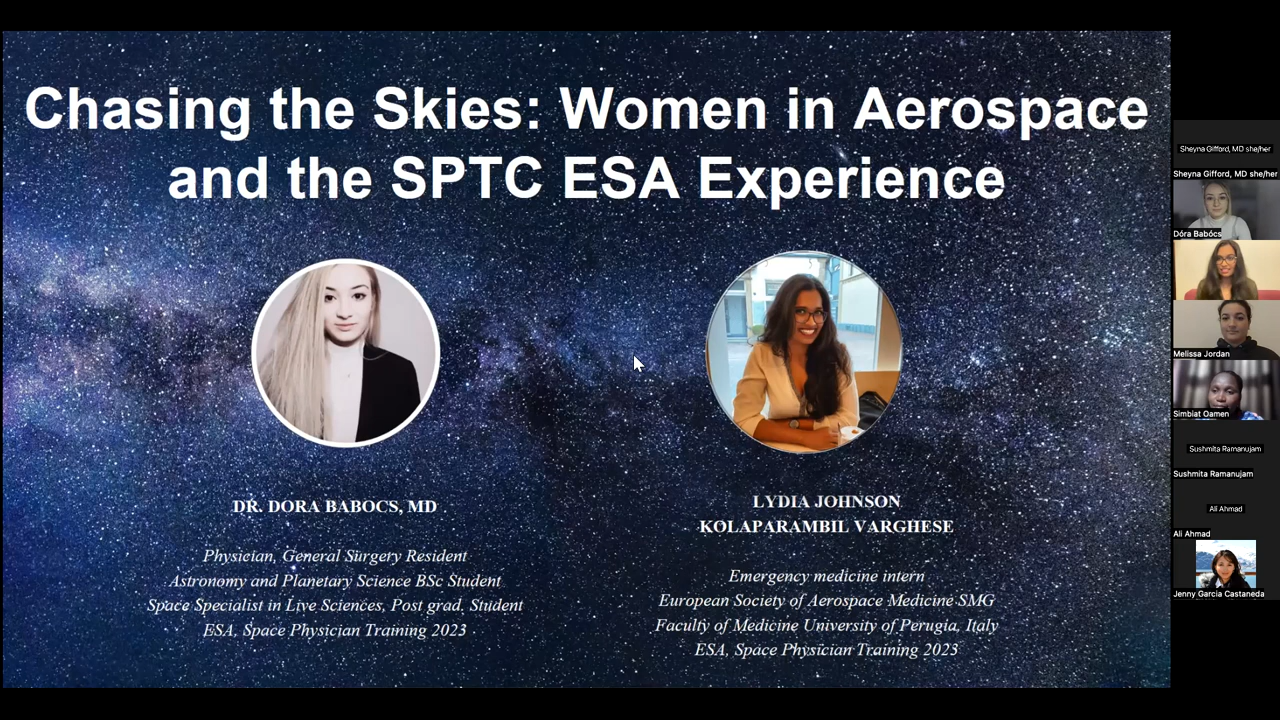 Chasing the Skies: Women in Aerospace
and the SPTC ESA Experience
DR. DORA BABOCS, MD
Physician, General Surgery Resident
Astronomy and Planetary Science BSc Student
Space Specialist in Live Sciences, Post grad. Student
ESA, Space Physician Training 2023
LYDIA JOHNSON
KOLAPARAMBIL VARGHESE
Emergency medicine intern
European Society of Aerospace Medicine SMG
Faculty of Medicine University of Perugia, Italy
ESA, Space Physician Training 2023
Sheyna Gifford, MD she/her
Sheyna Gifford, MD she/her
Dóra Babócs
Melissa Jordan
Simbiat Oamen
Sushmita Ramanujam
Sushmita Ramanujam
Ali Ahmad
Ali Ahmad
Jenny Garcia Castaneda